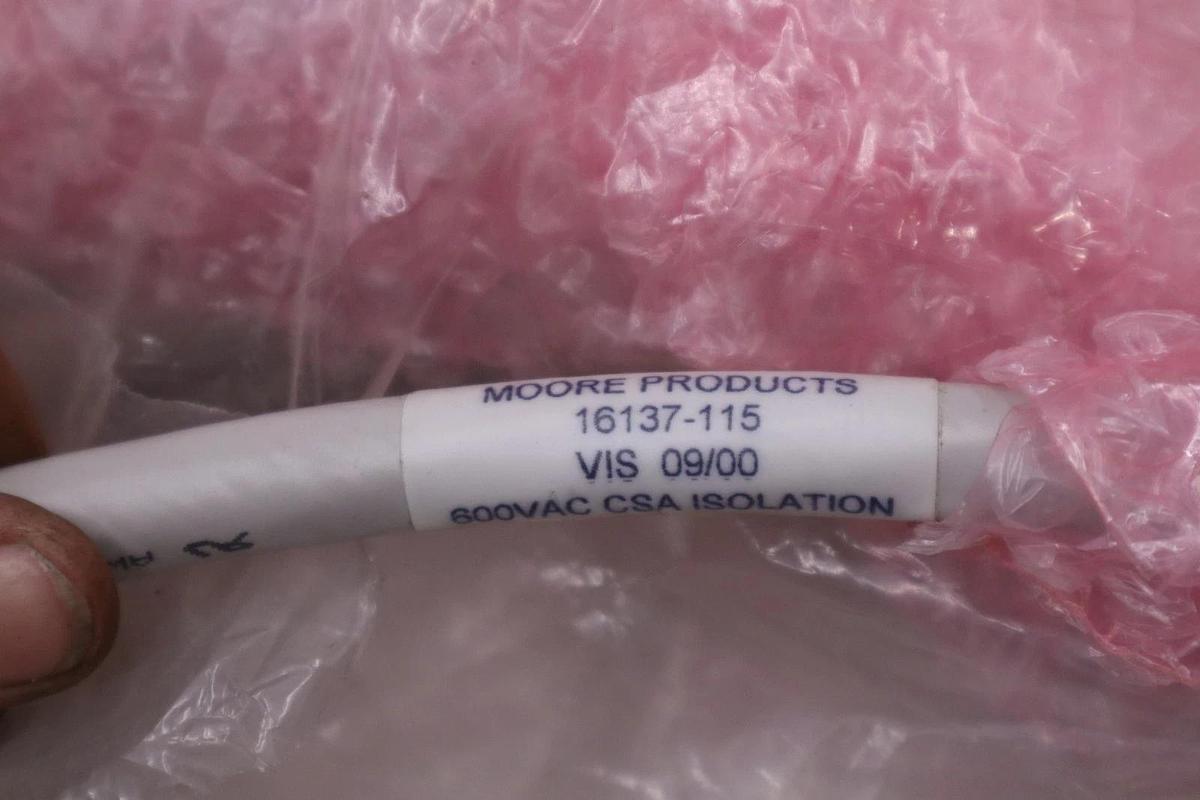 MOORE PRODUCTS
16137-115
VIS 09/00
600VAC CSA ISOLATION